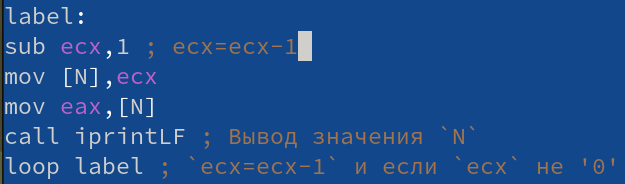 label:
sub ecx,1 ; ecx=ecx-1
mov [N],ecx
mov eax,[N]
call iprintLF ; Вывод значения `N`
loop label ; `ecx=ecx-1` и если `ecx` не '0'